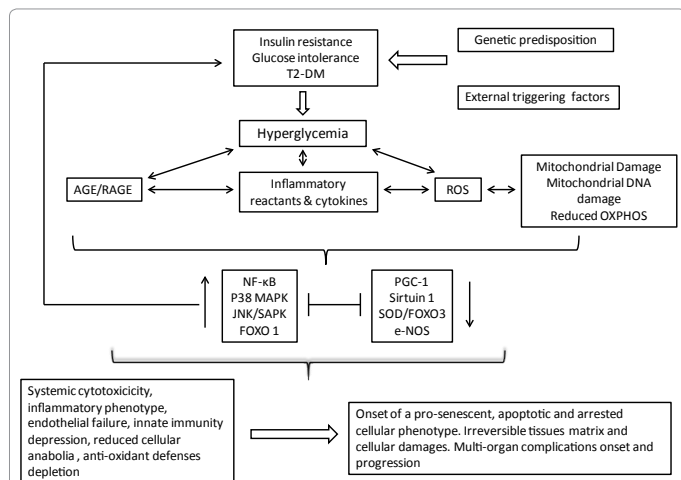 Insulin resistance
Glucose intolerance
T2-DM
Genetic predisposition
External triggering factors
Hyperglycemia
AGE/RAGE
Inflammatory
reactants & cytokines
ROS
Mitochondrial Damage
Mitochondrial DNA
damage
Reduced OXPHOS
NF-κB
P38 MAPK
JNK/SAPK
FOXO 1
PGC-1
Sirtuin 1
SOD/FOXO3
e-NOS
Systemic cytotoxicicity,
inflammatory phenotype,
endothelial failure, innate immunity
depression, reduced cellular
anabolia , anti-oxidant defenses
depletion
Onset of a pro-senescent, apoptotic and arrested
cellular phenotype. Irreversible tissues matrix and
cellular damages. Multi-organ complications onset and
progression